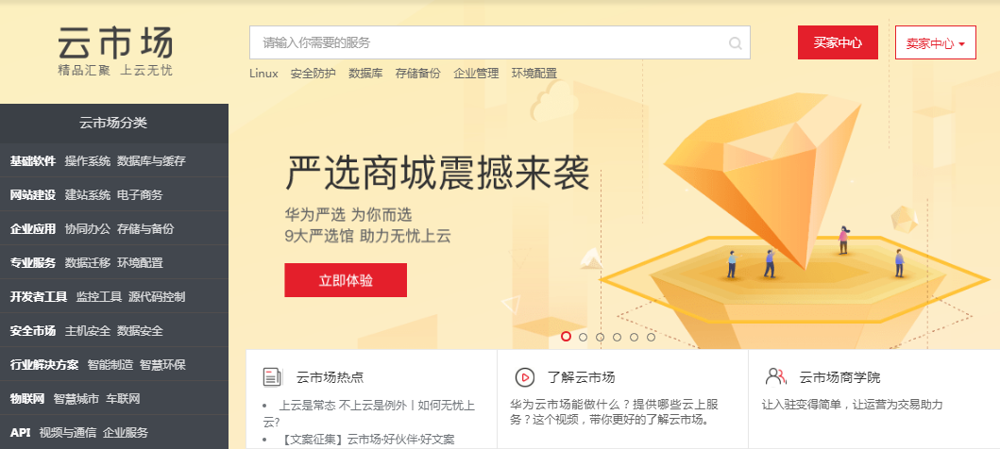 云市场
精品汇聚 上云无忧
请输入你需要的服务
买家中心
卖家中心
Linux 安全防护 数据库 存储备份 企业管理 环境配置
云市场分类
基础软件 操作系统 数据库与缓存
网站建设 建站系统 电子商务
企业应用 协同办公 存储与备份
专业服务 数据迁移 环境配置
开发者工具 监控工具 源代码控制
安全市场 主机安全 数据安全
行业解决方案 智能制造 智慧环保
物联网 智慧城市 车联网
API 视频与通信 企业服务
严选商城震撼来袭
华为严选 为你而选
9大严选馆 助力无忧上云
立即体验
云市场热点
• 上云是常态 不上云是例外丨如何无忧上
云?
• 【文案征集】云市场·好伙伴·好文案
了解云市场
华为云市场能做什么？提供哪些云上服
务？这个视频，带你更好的了解云市场。
云市场商学院
让入驻变得简单，让运营为交易助力